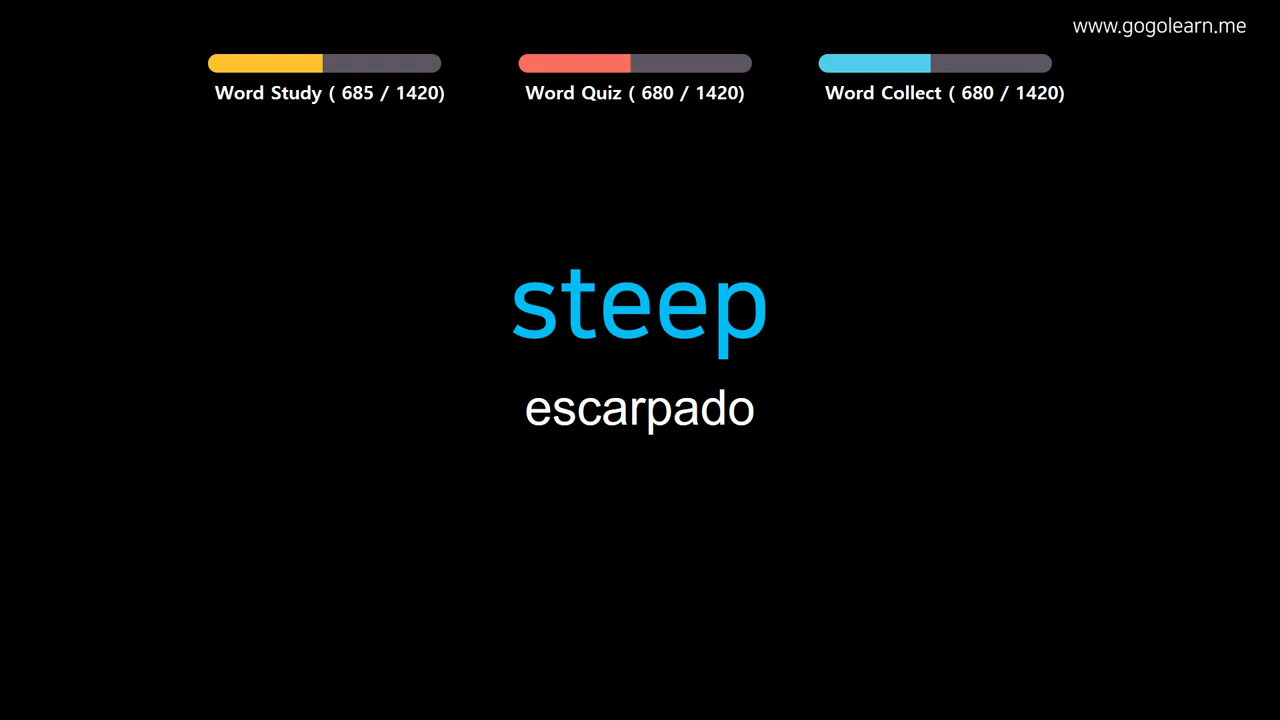 www.gogolearn.me
Word Study ( 685 / 1420)
Word Quiz ( 680 / 1420)
Word Collect ( 680 / 1420)
steep
escarpado